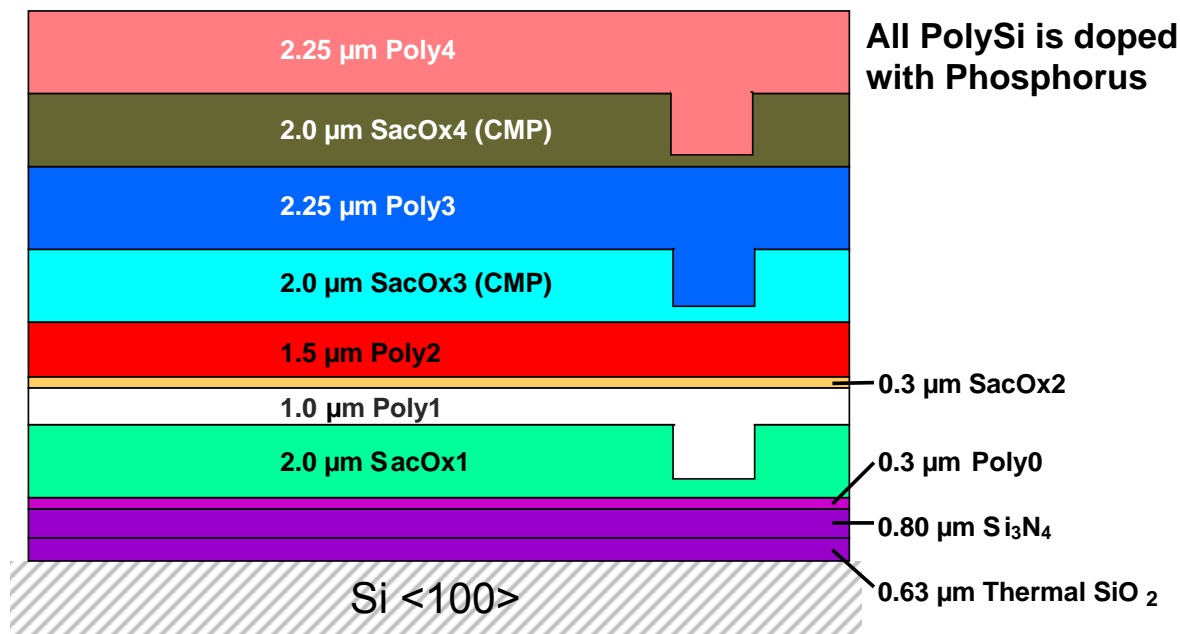 2.25 µm Poly4
All PolySi is doped
with Phosphorus
2.0 µm SacOx4 (CMP)
2.25 µm Poly3
2.0 µm SacOx3 (CMP)
1.5 µm Poly2
0.3 µm SacOx2
1.0 µm Poly1
2.0 µm SacOx1
0.3 µm Poly0
0.80 µm Si₃N₄
0.63 µm Thermal SiO ₂
Si <100>